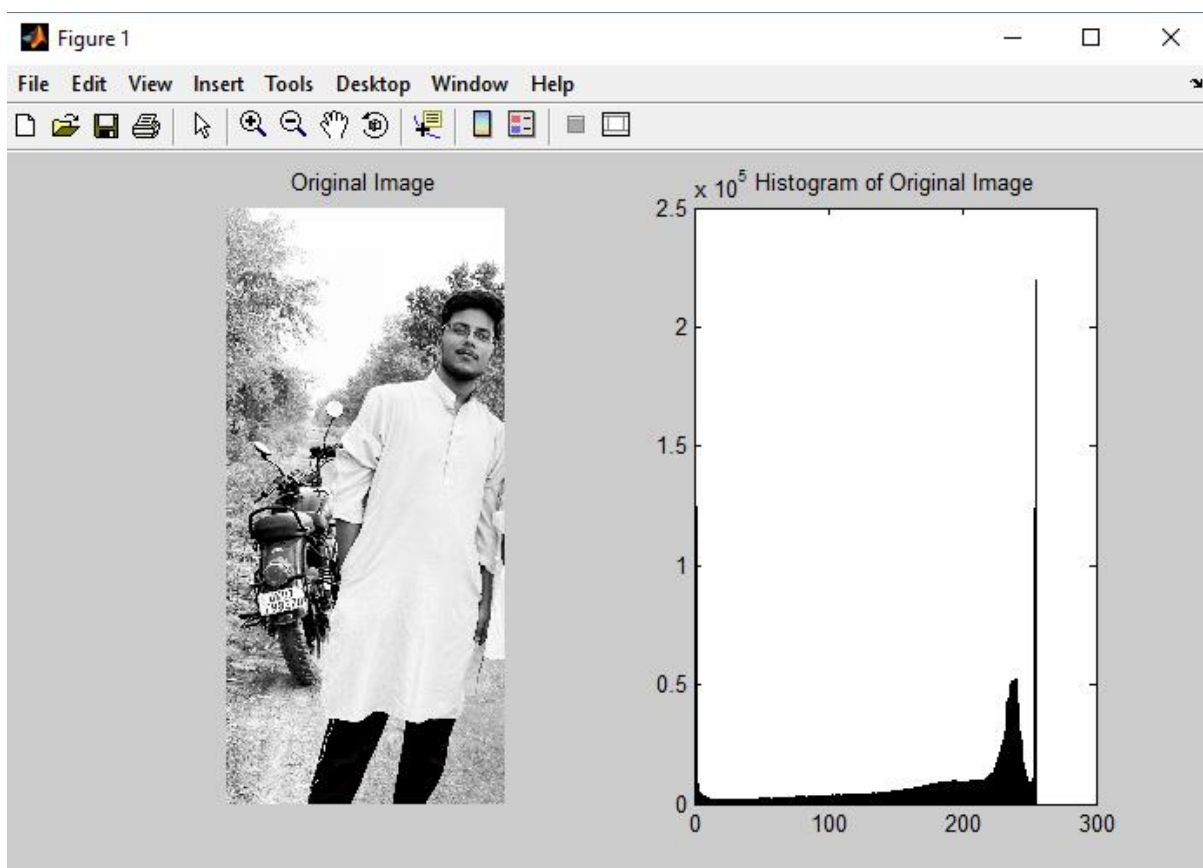 Figure 1
File Edit View Insert Tools Desktop Window Help
Original Image
x 10^5 Histogram of Original Image
2.5
2
1.5
1
0.5
0
0 100 200 300